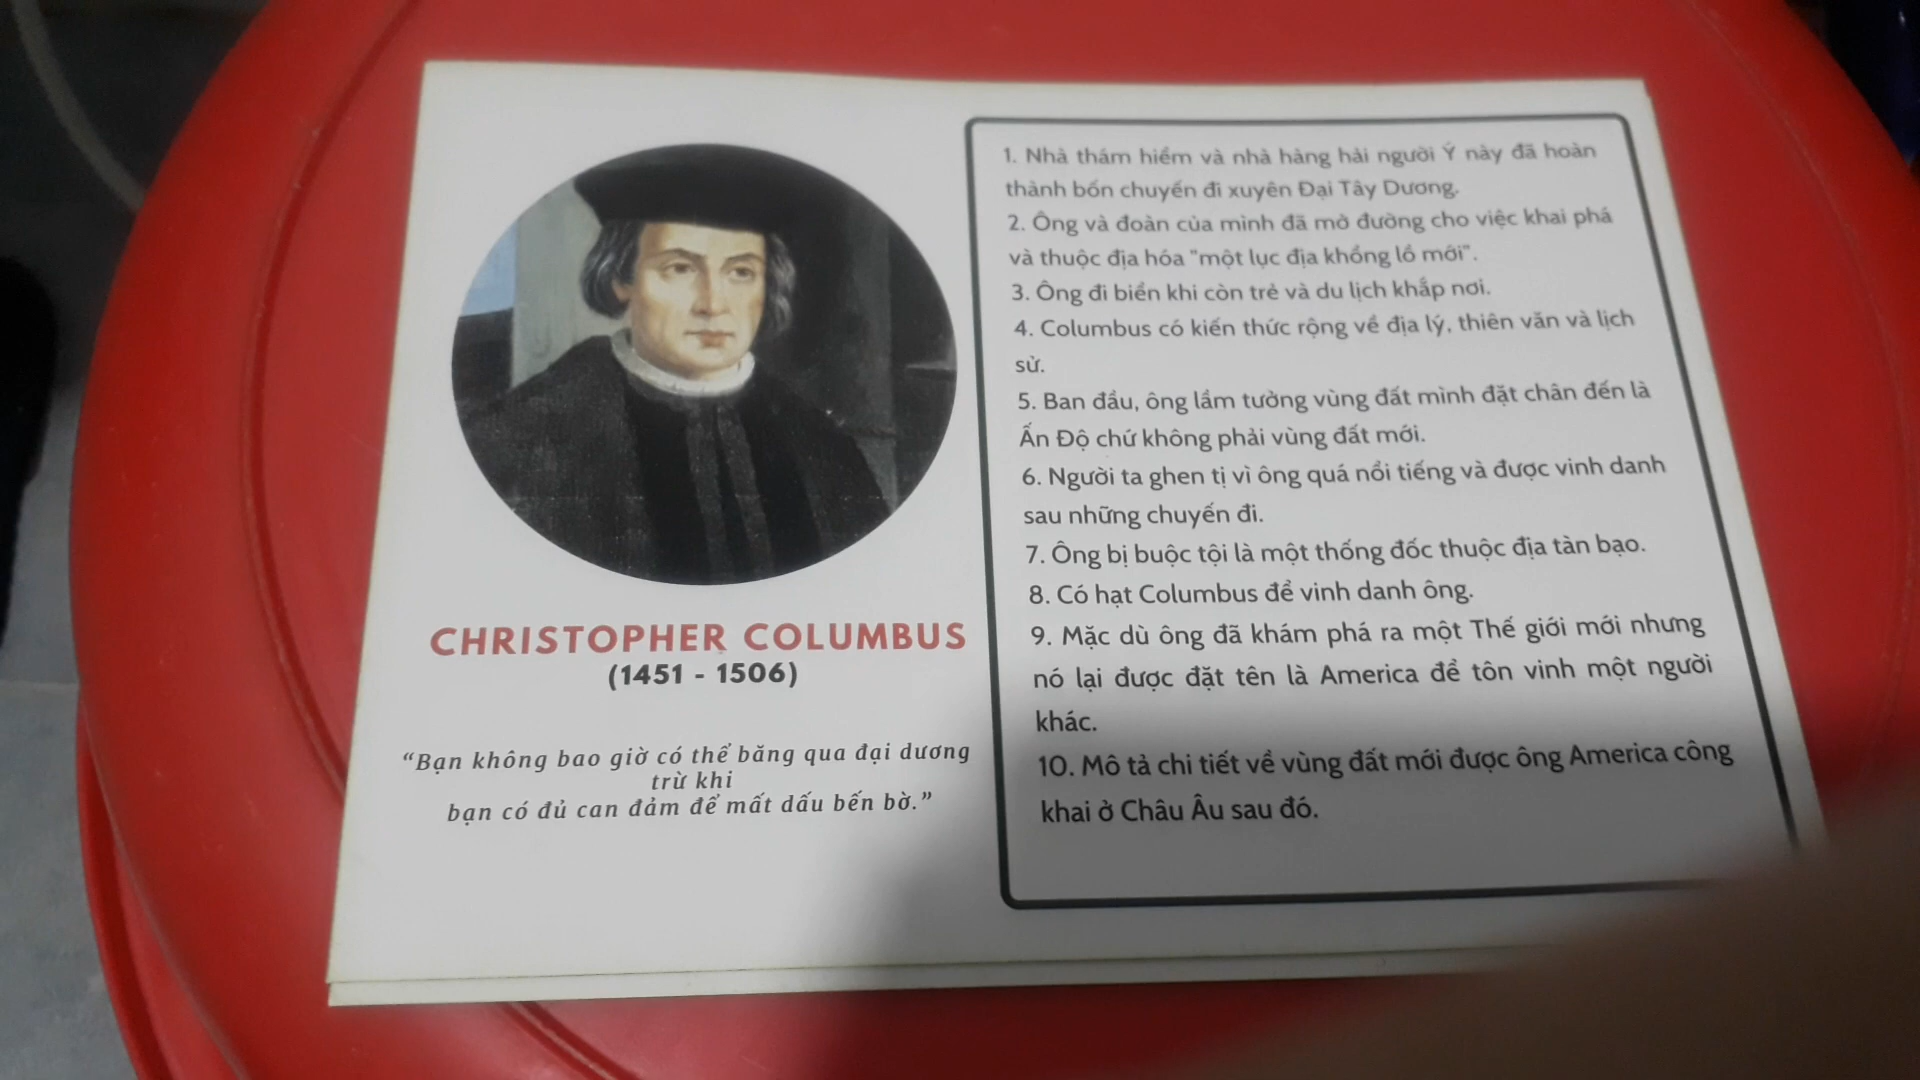 CHRISTOPHER COLUMBUS
(1451 - 1506)
“Bạn không bao giờ có thể băng qua đại dương
trừ khi
bạn có đủ can đảm để mất dấu bến bờ.”
1. Nhà thám hiểm và nhà hàng hải người Ý này đã hoàn
thành bốn chuyến đi xuyên Đại Tây Dương.
2. Ông và đoàn của mình đã mở đường cho việc khai phá
và thuộc địa hóa "một lục địa khổng lồ mới".
3. Ông đi biển khi còn trẻ và du lịch khắp nơi.
4. Columbus có kiến thức rộng về địa lý, thiên văn và lịch
sử.
5. Ban đầu, ông lầm tưởng vùng đất mình đặt chân đến là
Ấn Độ chứ không phải vùng đất mới.
6. Người ta ghen tị vì ông quá nổi tiếng và được vinh danh
sau những chuyến đi.
7. Ông bị buộc tội là một thống đốc thuộc địa tàn bạo.
8. Có hạt Columbus để vinh danh ông.
9. Mặc dù ông đã khám phá ra một Thế giới mới nhưng
nó lại được đặt tên là America để tôn vinh một người
khác.
10. Mô tả chi tiết về vùng đất mới được ông America công
khai ở Châu Âu sau đó.